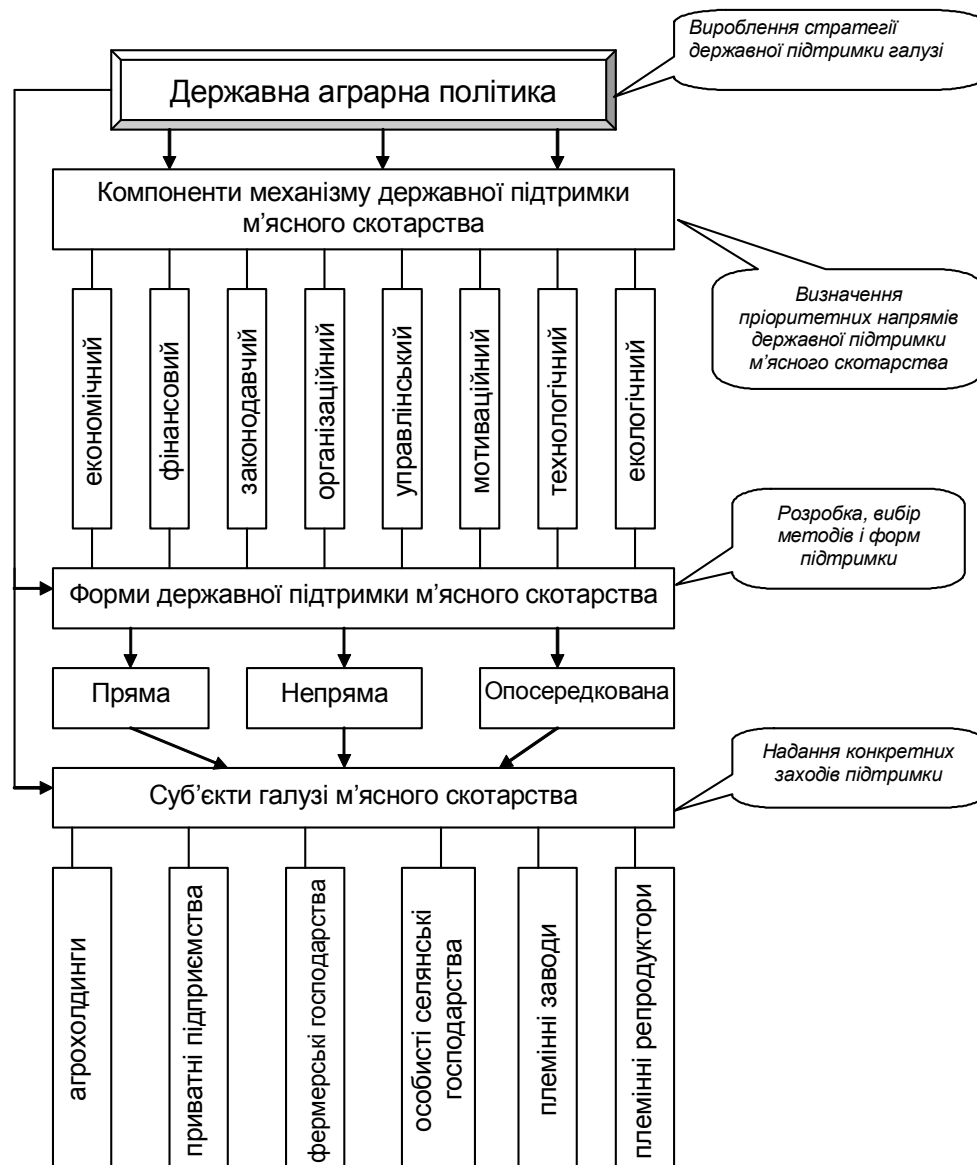 Вироблення стратегії
державної підтримки галузі
Державна аграрна політика
Компоненти механізму державної підтримки
м’ясного скотарства
Визначення
пріоритетних напрямів
державної підтримки
м’ясного скотарства
економічний
фінансовий
законодавчий
організаційний
управлінський
мотиваційний
технологічний
екологічний
Розробка, вибір
методів і форм
підтримки
Форми державної підтримки м’ясного скотарства
Пряма
Непряма
Опосередкована
Надання конкретних
заходів підтримки
Суб’єкти галузі м’ясного скотарства
агрохолдинги
приватні підприємства
фермерські господарства
особисті селянські
господарства
племінні заводи
племінні репродуктори